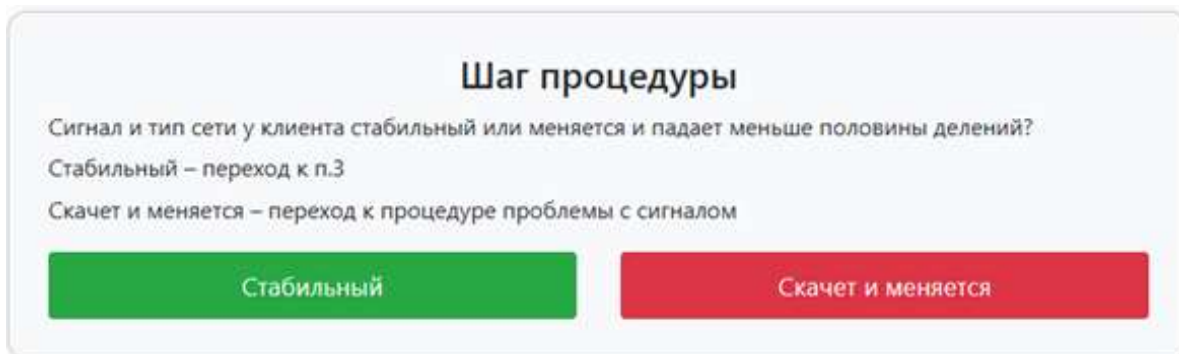 Шаг процедуры
Сигнал и тип сети у клиента стабильный или меняется и падает меньше половины делений?
Стабильный – переход к п.3
Скачет и меняется – переход к процедуре проблемы с сигналом
Стабильный
Скачет и меняется